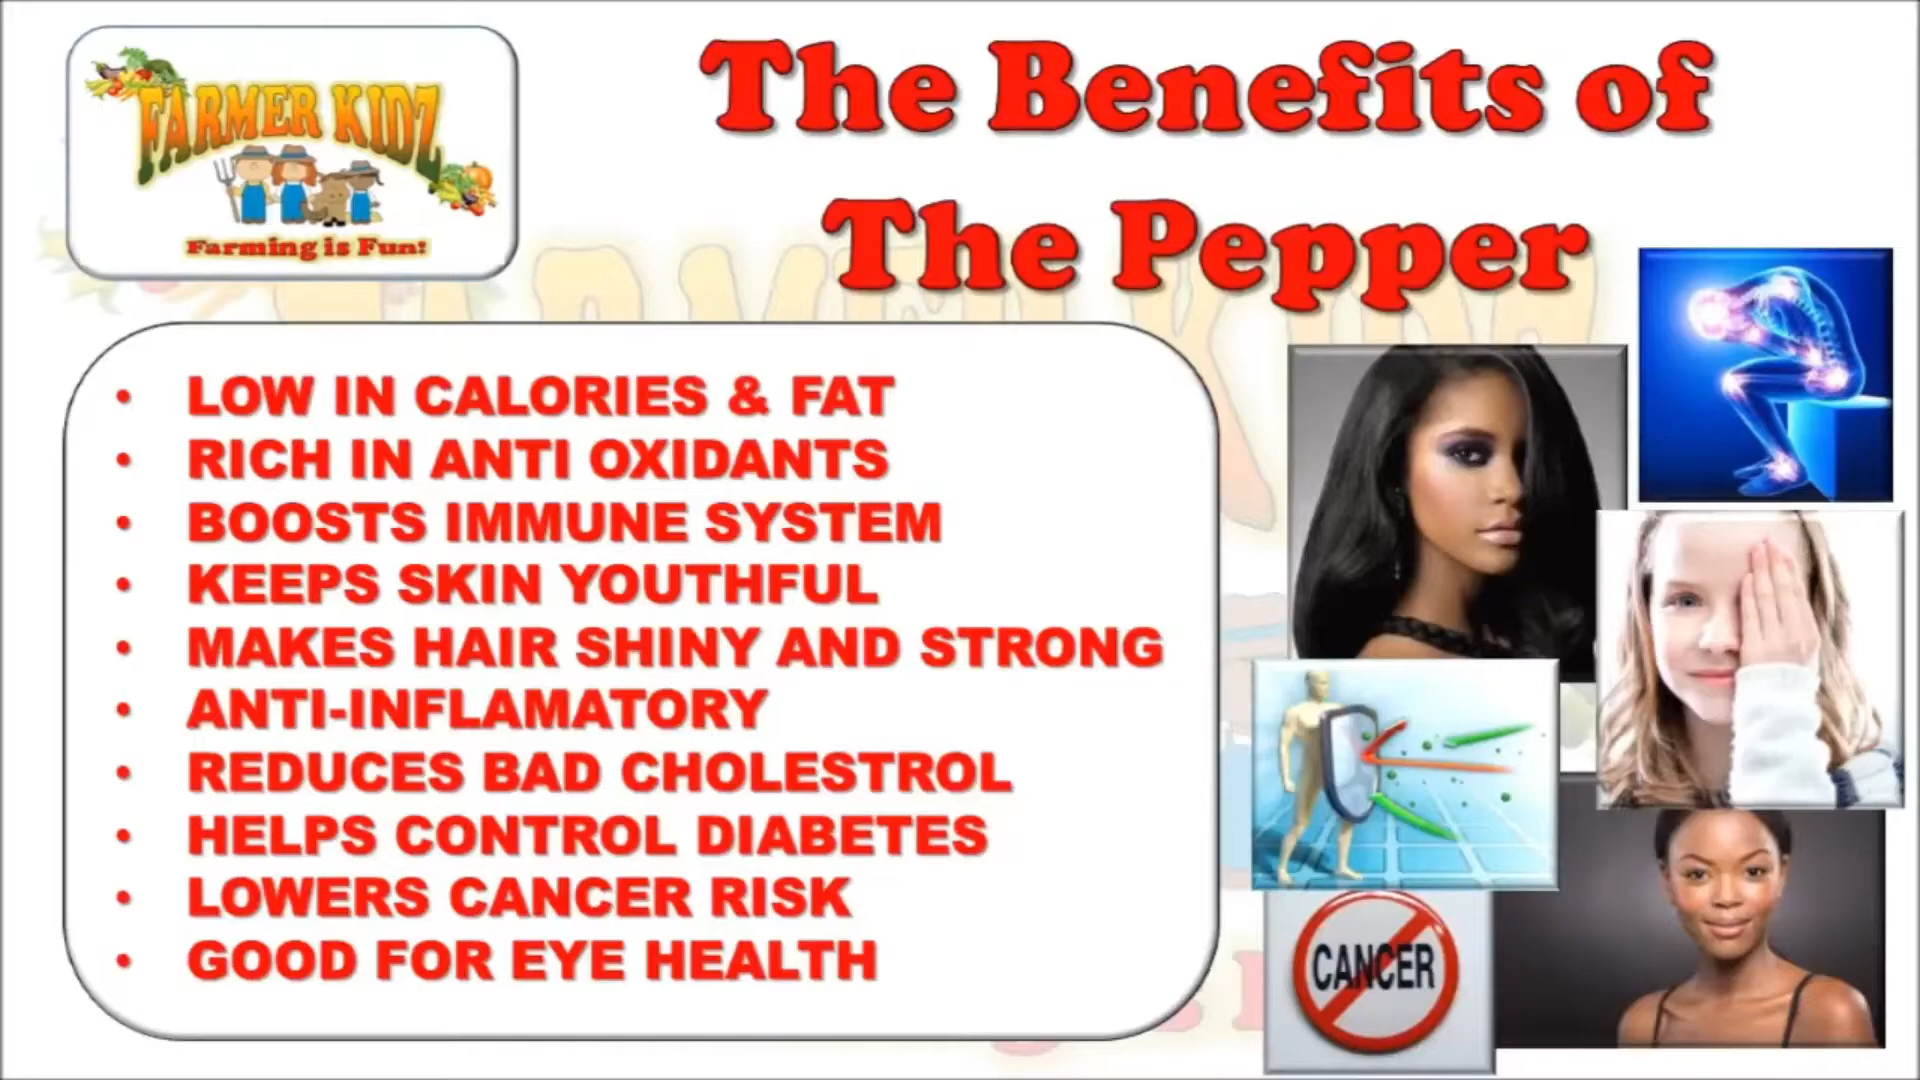 FARMER KIDZ
Farming is Fun!
The Benefits of
The Pepper
• LOW IN CALORIES & FAT
• RICH IN ANTI OXIDANTS
• BOOSTS IMMUNE SYSTEM
• KEEPS SKIN YOUTHFUL
• MAKES HAIR SHINY AND STRONG
• ANTI-INFLAMATORY
• REDUCES BAD CHOLESTROL
• HELPS CONTROL DIABETES
• LOWERS CANCER RISK
• GOOD FOR EYE HEALTH
CANCER